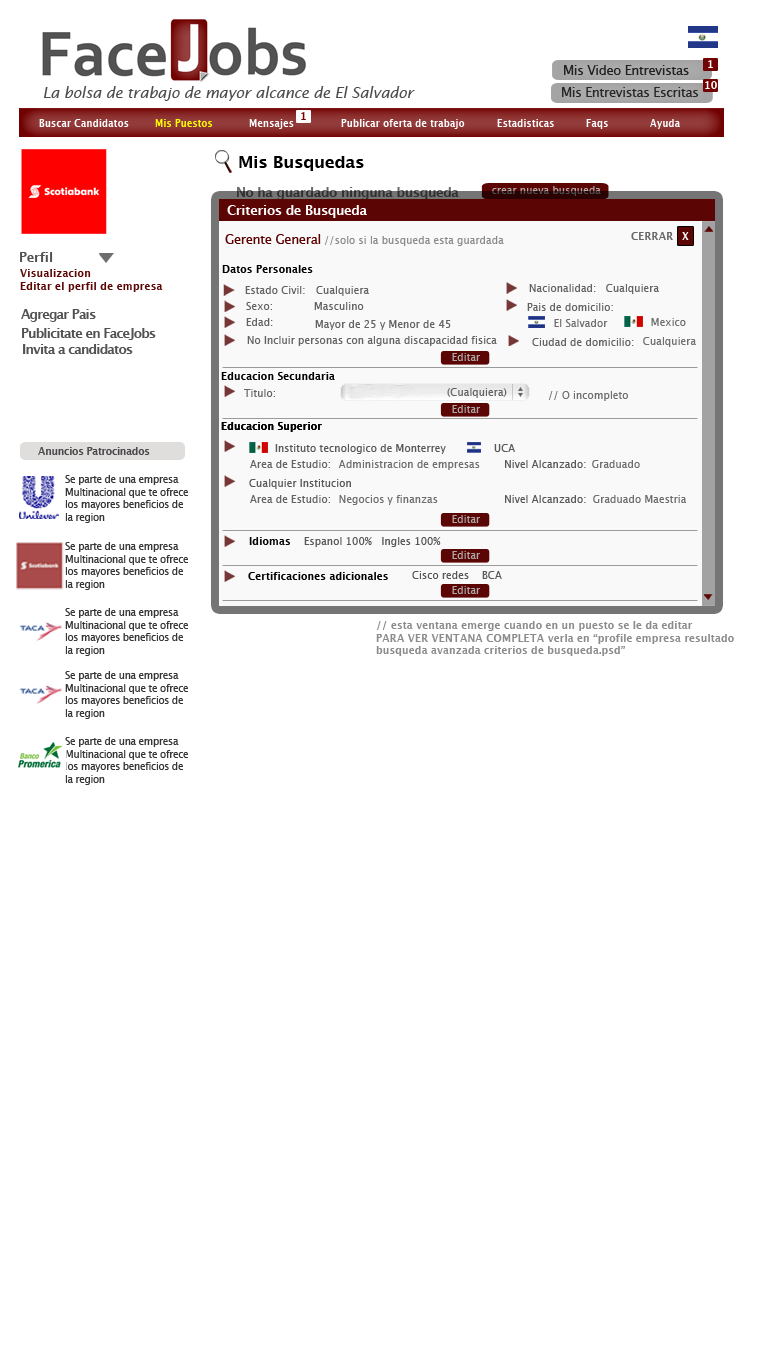 FaceJobs
La bolsa de trabajo de mayor alcance de El Salvador
Mis Video Entrevistas 1
Mis Entrevistas Escritas 10
Buscar Candidatos Mis Puestos Mensajes 1 Publicar oferta de trabajo Estadisticas Faqs Ayuda
Scotiabank
Perfil
Visualizacion
Editar el perfil de empresa
Agregar Pais
Publicitate en FaceJobs
Invita a candidatos
Anuncios Patrocinados
Unilever
Se parte de una empresa
Multinacional que te ofrece
los mayores beneficios de
la region
Scotiabank
Se parte de una empresa
Multinacional que te ofrece
los mayores beneficios de
la region
TACA
Se parte de una empresa
Multinacional que te ofrece
los mayores beneficios de
la region
TACA
Se parte de una empresa
Multinacional que te ofrece
los mayores beneficios de
la region
Banco
Promerica
Se parte de una empresa
Multinacional que te ofrece
los mayores beneficios de
la region
Mis Busquedas
No ha guardado ninguna busqueda crear nueva busqueda
Criterios de Busqueda
Gerente General //solo si la busqueda esta guardada CERRAR X
Datos Personales
Estado Civil: Cualquiera Nacionalidad: Cualquiera
Sexo: Masculino Pais de domicilio:
Edad: Mayor de 25 y Menor de 45 El Salvador Mexico
No Incluir personas con alguna discapacidad fisica Ciudad de domicilio: Cualquiera
Editar
Educacion Secundaria
Titulo: (Cualquiera) // O incompleto
Editar
Educacion Superior
Instituto tecnologico de Monterrey UCA
Area de Estudio: Administracion de empresas Nivel Alcanzado: Graduado
Cualquier Institucion
Area de Estudio: Negocios y finanzas Nivel Alcanzado: Graduado Maestria
Editar
Idiomas Espanol 100% Ingles 100%
Editar
Certificaciones adicionales Cisco redes BCA
Editar
// esta ventana emerge cuando en un puesto se le da editar
PARA VER VENTANA COMPLETA verla en “profile empresa resultado
busqueda avanzada criterios de busqueda.psd”